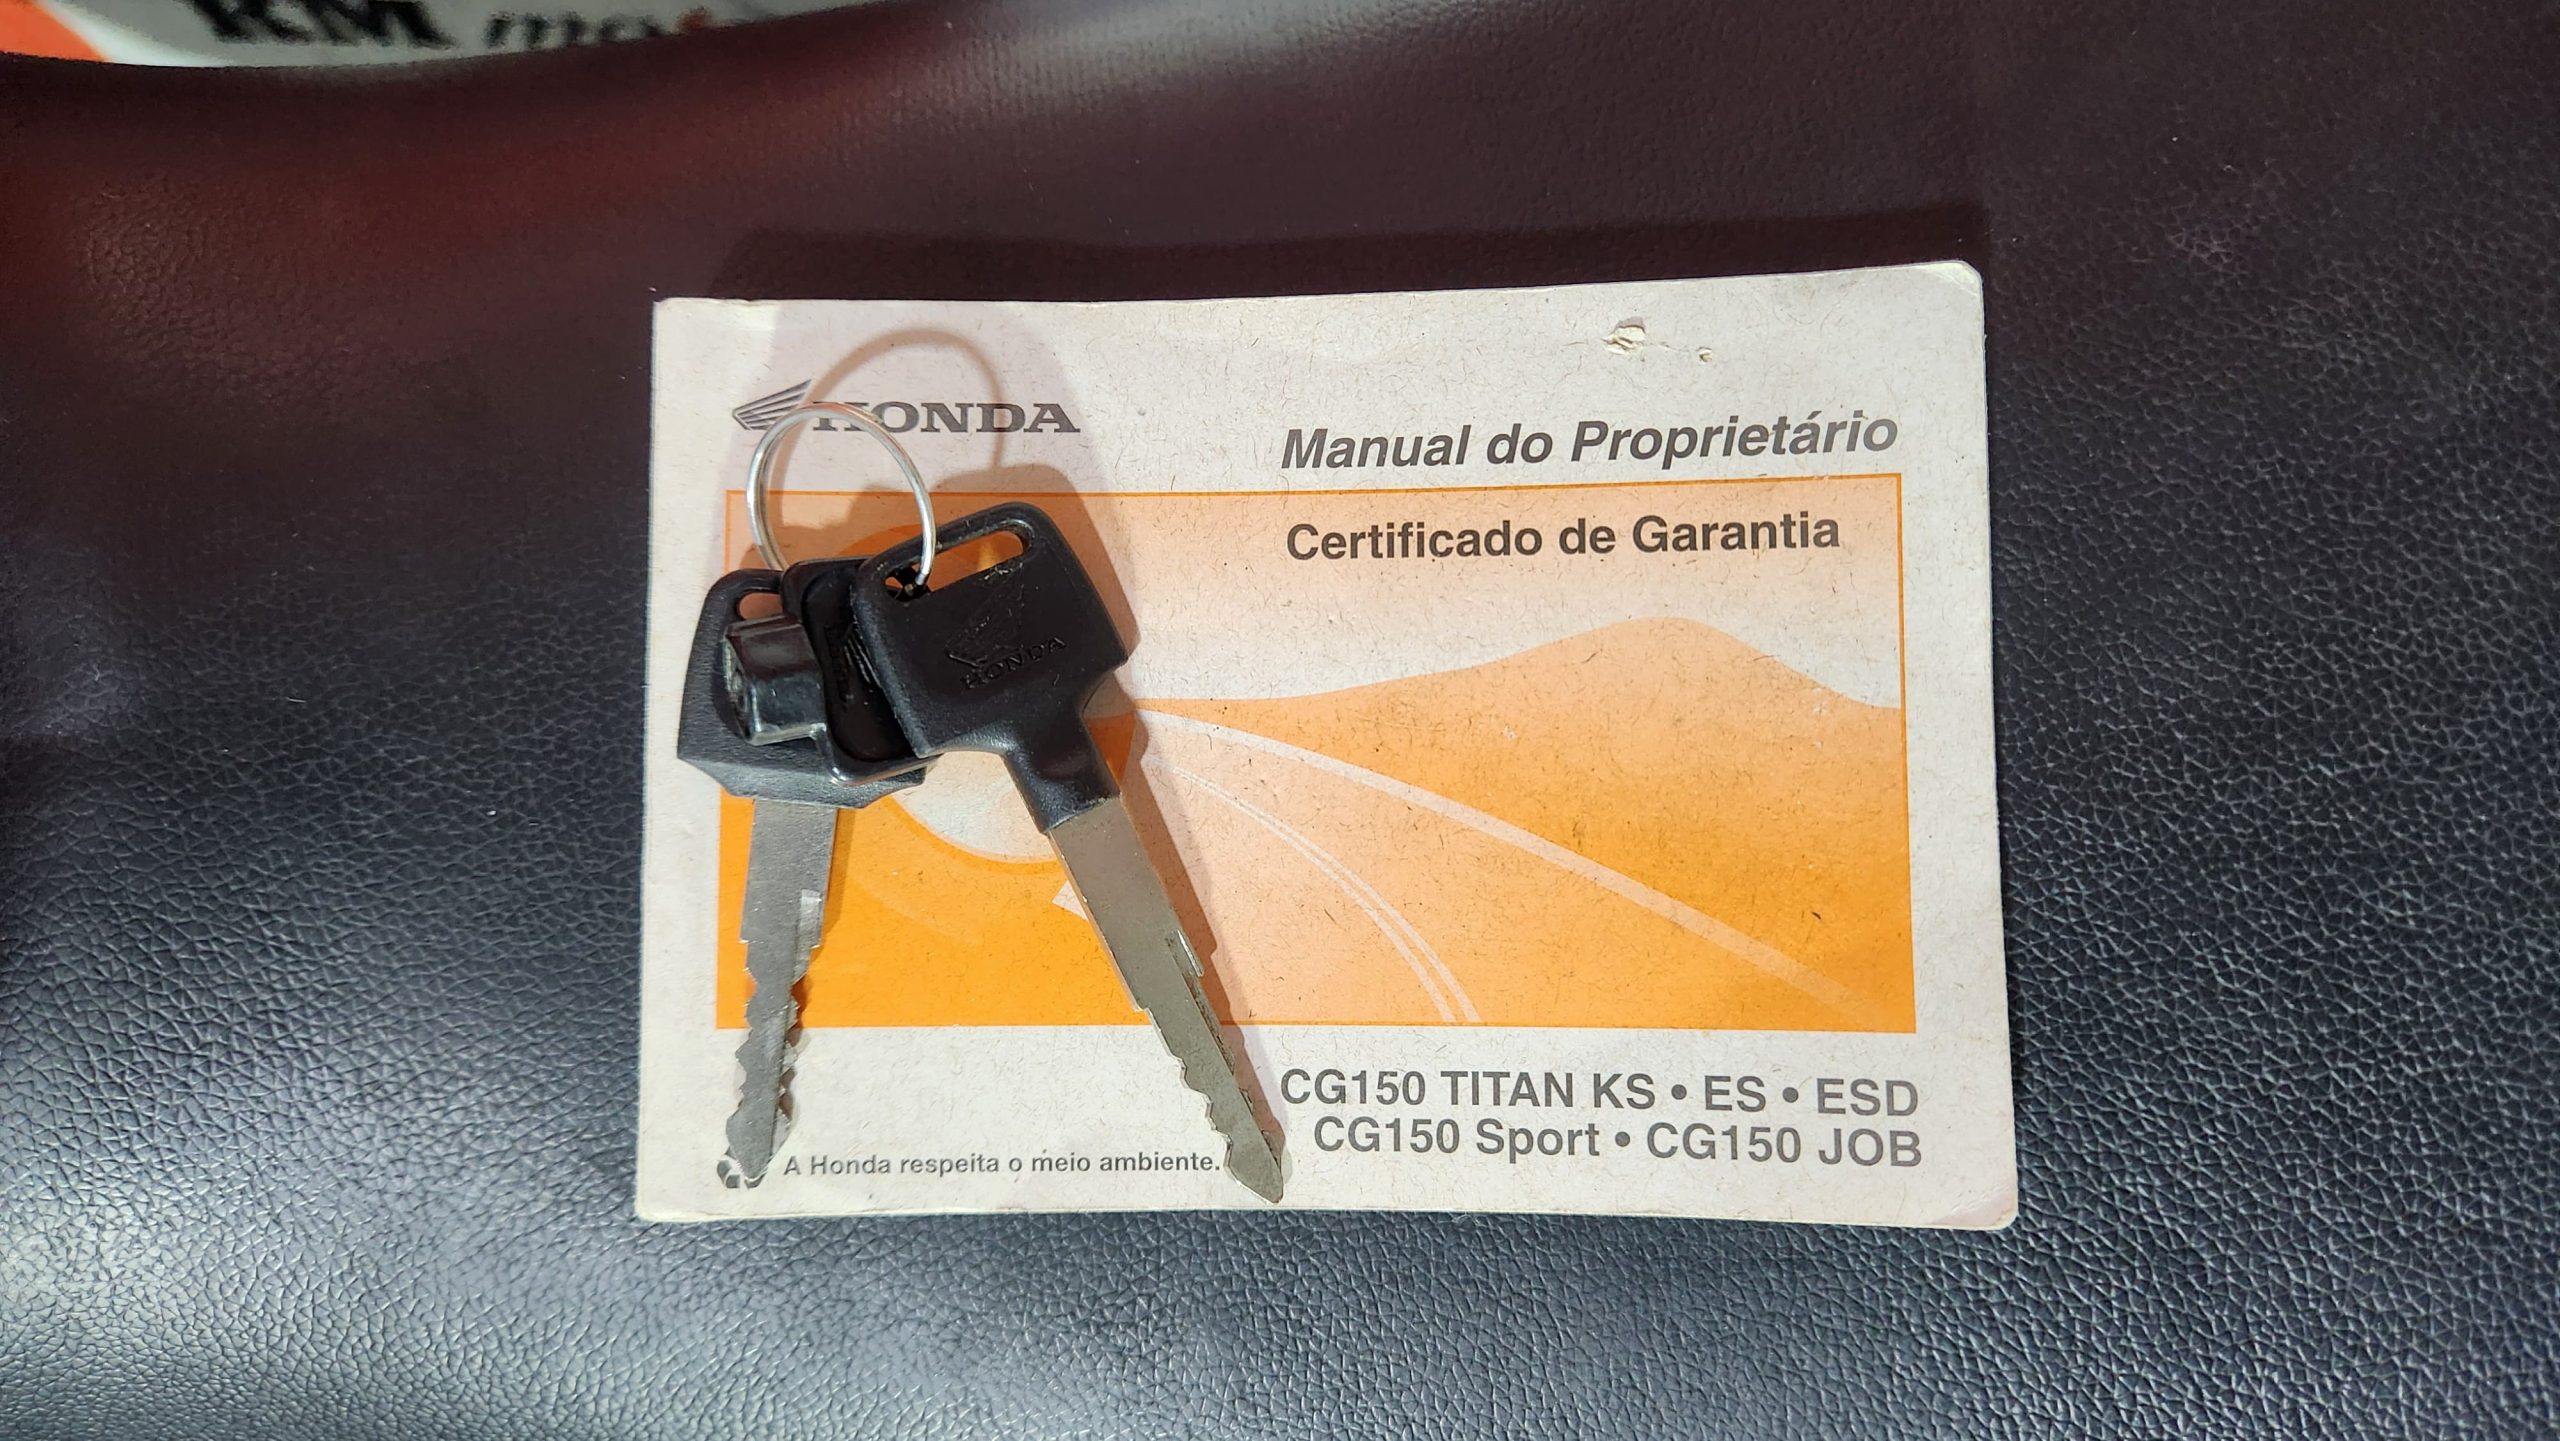 RM
HONDA
Manual do Proprietário
Certificado de Garantia
HONDA
CG150 TITAN KS • ES • ESD
CG150 Sport • CG150 JOB
A Honda respeita o meio ambiente.